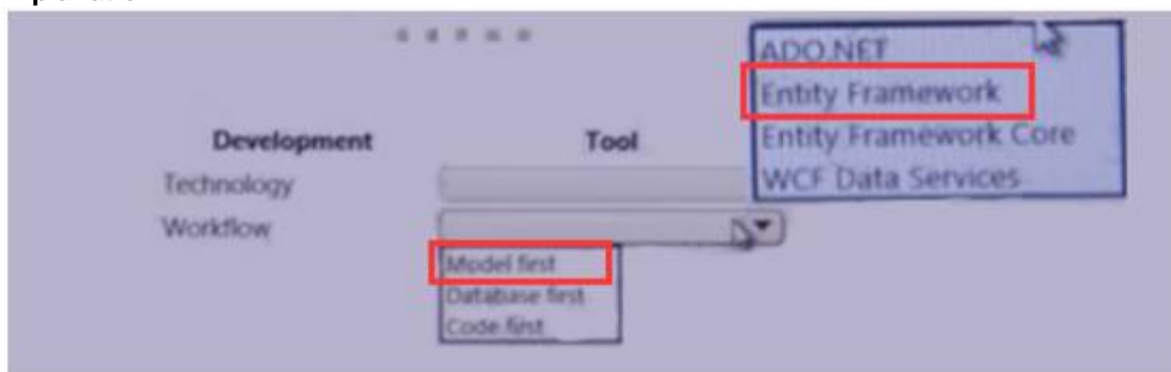 ADO.NET
Entity Framework
Development Tool
Entity Framework Core
Technology
WCF Data Services
Workflow
Model first
Database first
Code first